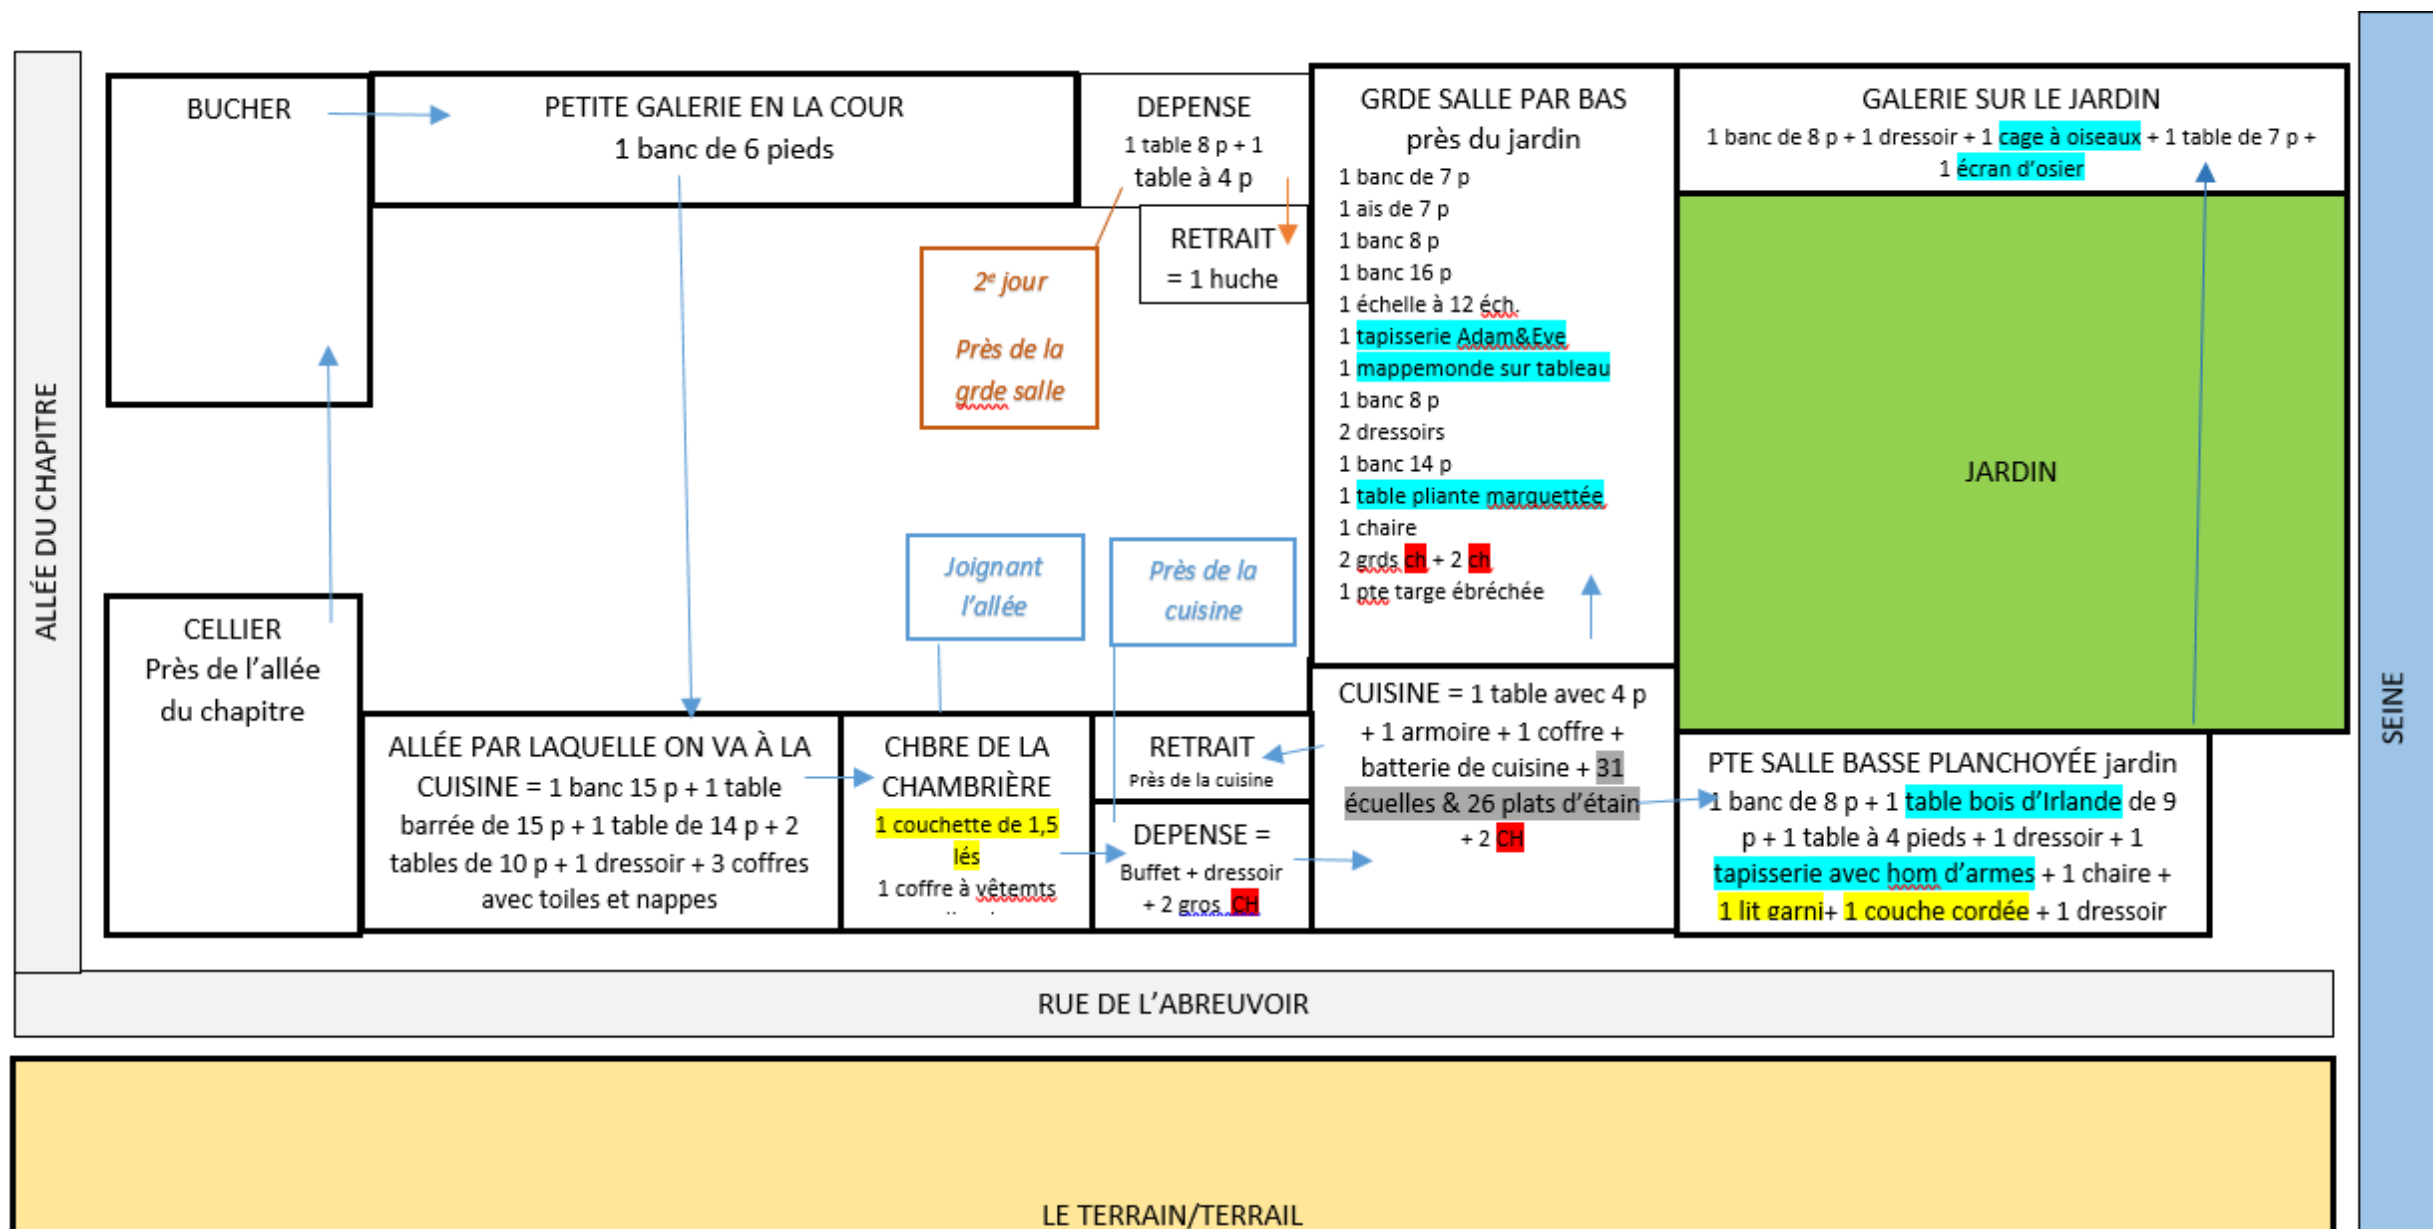 ALLÉE DU CHAPITRE
BUCHER
PETITE GALERIE EN LA COUR
1 banc de 6 pieds
DEPENSE
1 table 8 p + 1
table à 4 p
RETRAIT
= 1 huche
2e jour
Près de la
grde salle
GRDE SALLE PAR BAS
près du jardin
1 banc de 7 p
1 ais de 7 p
1 banc 8 p
1 banc 16 p
1 échelle à 12 éch.
1 tapisserie Adam&Eve
1 mappemonde sur tableau
1 banc 8 p
2 dressoirs
1 banc 14 p
1 table pliante marquettée
1 chaire
2 grds ch + 2 ch
1 pte targe ébréchée
GALERIE SUR LE JARDIN
1 banc de 8 p + 1 dressoir + 1 cage à oiseaux + 1 table de 7 p +
1 écran d’osier
JARDIN
SEINE
CELLIER
Près de l’allée
du chapitre
Joignant
l’allée
Près de la
cuisine
ALLÉE PAR LAQUELLE ON VA À LA
CUISINE = 1 banc 15 p + 1 table
barrée de 15 p + 1 table de 14 p + 2
tables de 10 p + 1 dressoir + 3 coffres
avec toiles et nappes
CHBRE DE LA
CHAMBRIÈRE
1 couchette de 1,5
lés
1 coffre à vêtemts
RETRAIT
Près de la cuisine
DEPENSE =
Buffet + dressoir
+ 2 gros CH
CUISINE = 1 table avec 4 p
+ 1 armoire + 1 coffre +
batterie de cuisine + 31
écuelles & 26 plats d’étain
+ 2 CH
PTE SALLE BASSE PLANCHOYÉE jardin
1 banc de 8 p + 1 table bois d’Irlande de 9
p + 1 table à 4 pieds + 1 dressoir + 1
tapisserie avec hom d’armes + 1 chaire +
1 lit garni+ 1 couche cordée + 1 dressoir
RUE DE L’ABREUVOIR
LE TERRAIN/TERRAIL